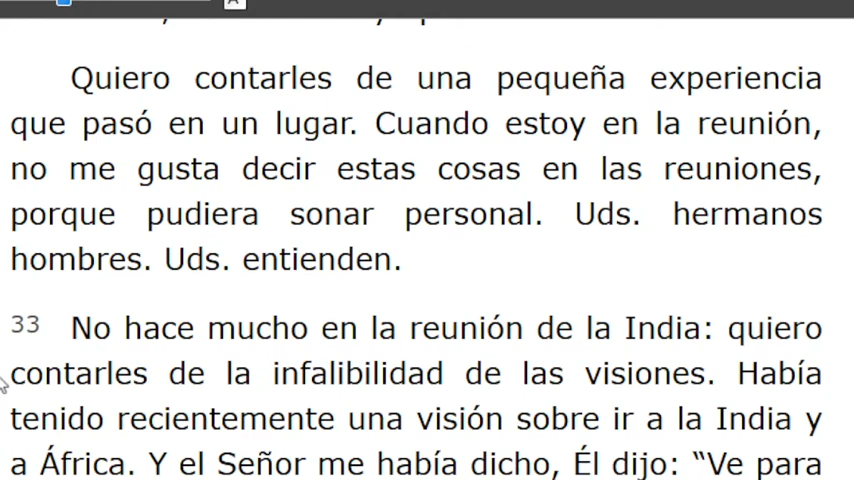 Quiero contarles de una pequeña experiencia
que pasó en un lugar. Cuando estoy en la reunión,
no me gusta decir estas cosas en las reuniones,
porque pudiera sonar personal. Uds. hermanos
hombres. Uds. entienden.
33 No hace mucho en la reunión de la India: quiero
contarles de la infalibilidad de las visiones. Había
tenido recientemente una visión sobre ir a la India y
a África. Y el Señor me había dicho, Él dijo: “Ve para